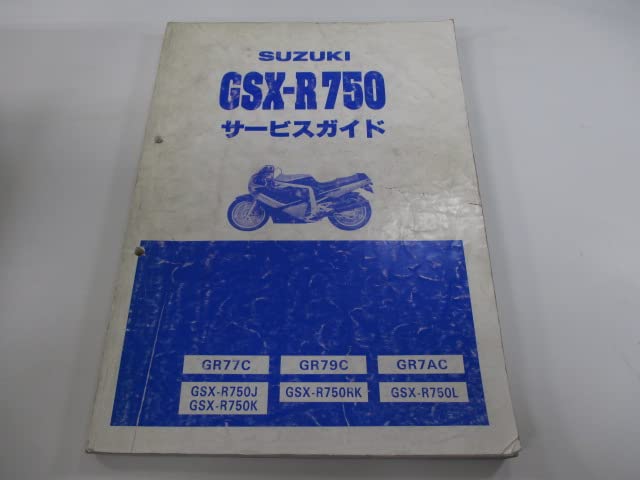 SUZUKI
GSX-R750
サービスガイド
GR77C GR79C GR7AC
GSX-R750J GSX-R750RK GSX-R750L
GSX-R750K